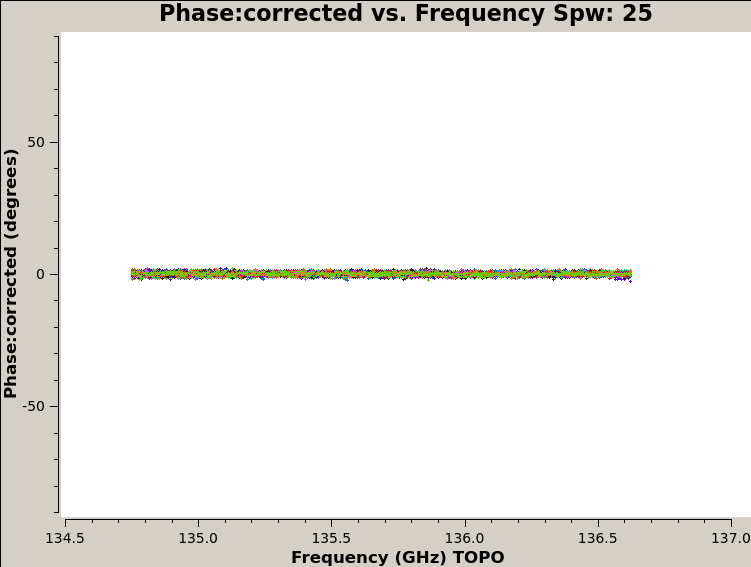 Phase:corrected vs. Frequency Spw: 25
Phase:corrected (degrees)
50
0
-50
134.5 135.0 135.5 136.0 136.5 137.0
Frequency (GHz) TOPO